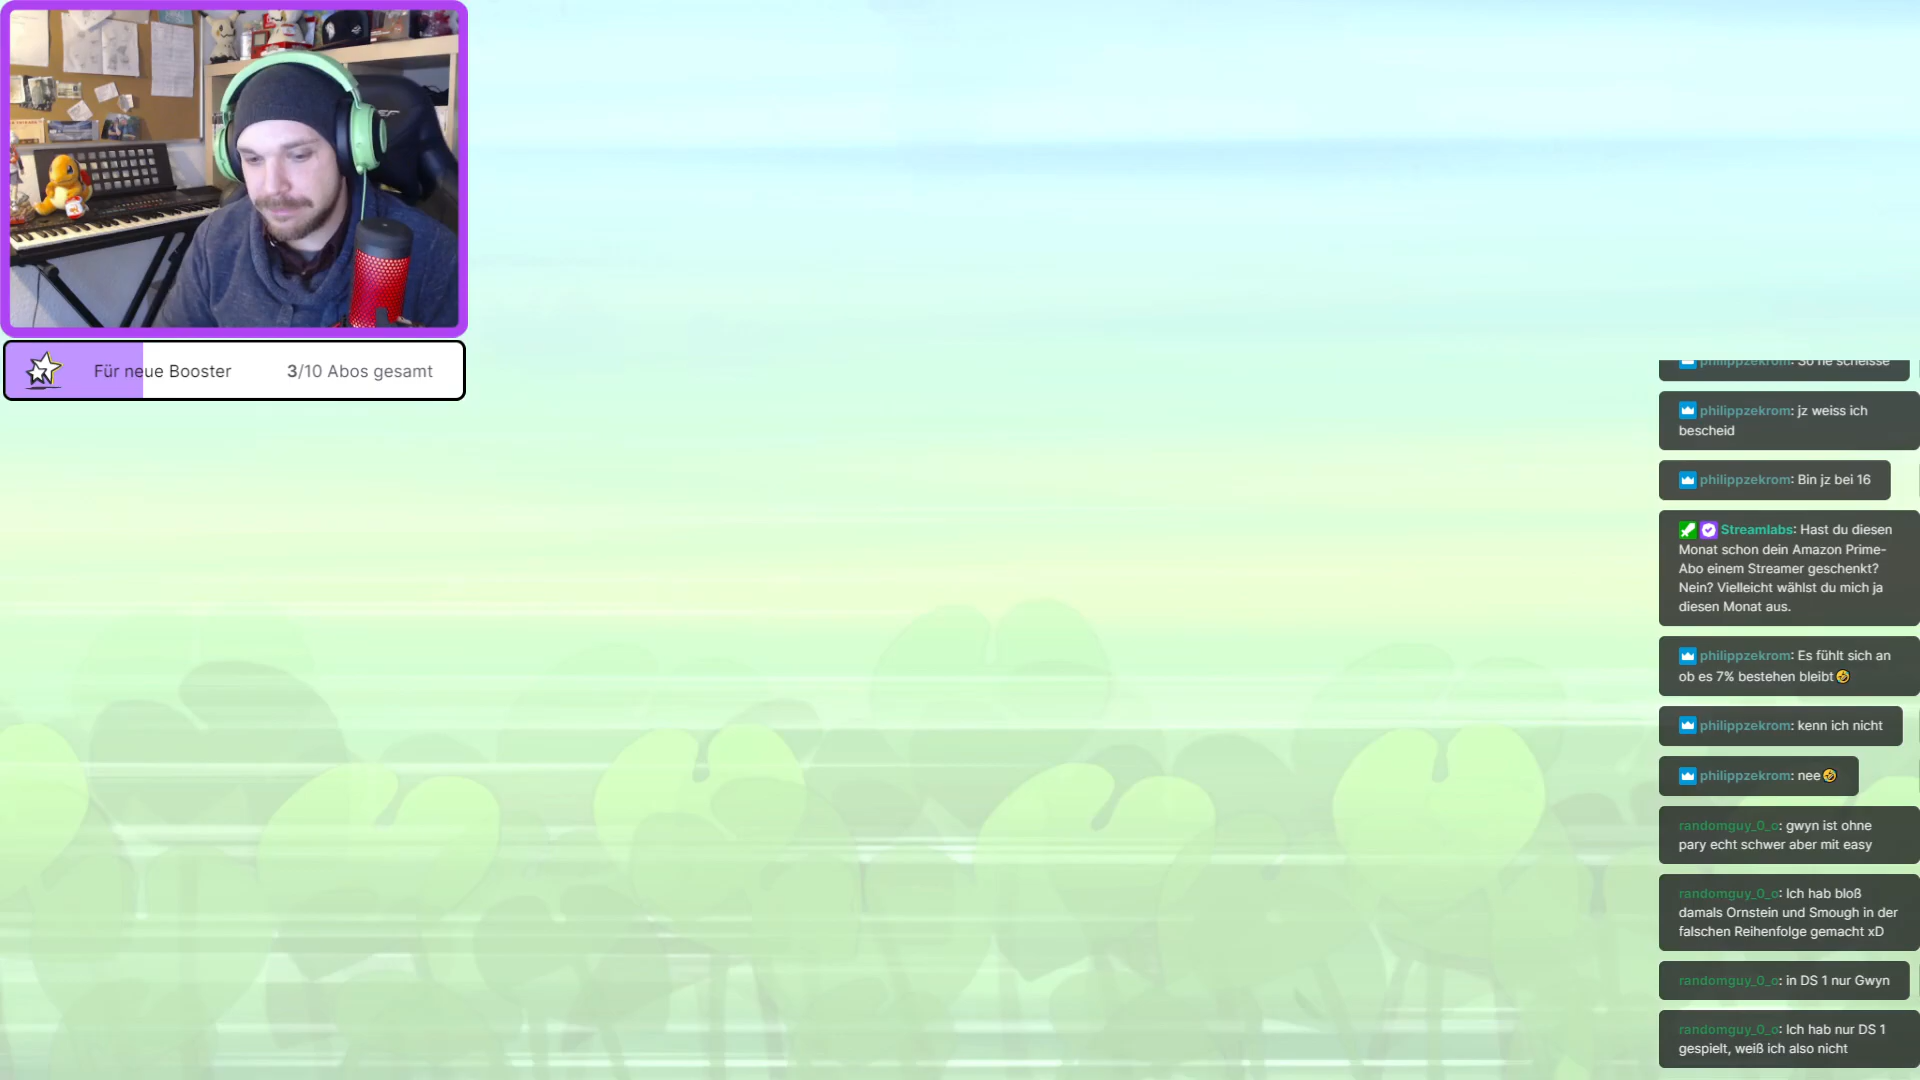 Für neue Booster 3/10 Abos gesamt
philippzekrom: So ne scheisse
philippzekrom: jz weiss ich
bescheid
philippzekrom: Bin jz bei 16
Streamlabs: Hast du diesen
Monat schon dein Amazon Prime-
Abo einem Streamer geschenkt?
Nein? Vielleicht wählst du mich ja
diesen Monat aus.
philippzekrom: Es fühlt sich an
ob es 7% bestehen bleibt🤣
philippzekrom: kenn ich nicht
philippzekrom: nee🤣
randomguy_0_o: gwyn ist ohne
pary echt schwer aber mit easy
randomguy_0_o: Ich hab bloß
damals Ornstein und Smough in der
falschen Reihenfolge gemacht xD
randomguy_0_o: in DS 1 nur Gwyn
randomguy_0_o: Ich hab nur DS 1
gespielt, weiß ich also nicht